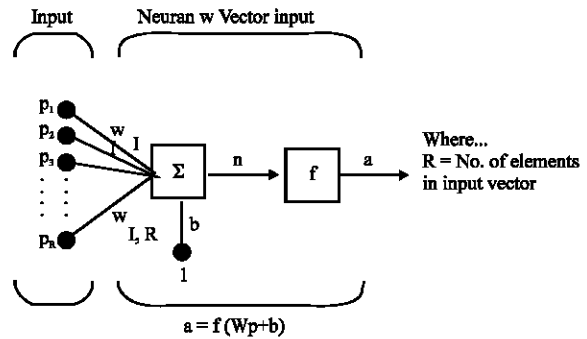 Input
Neuran w Vector input
p1
p2
p3
pR
w
I
I
w
I, R
Σ
n
f
a
b
1
Where...
R = No. of elements
in input vector
a = f (Wp+b)